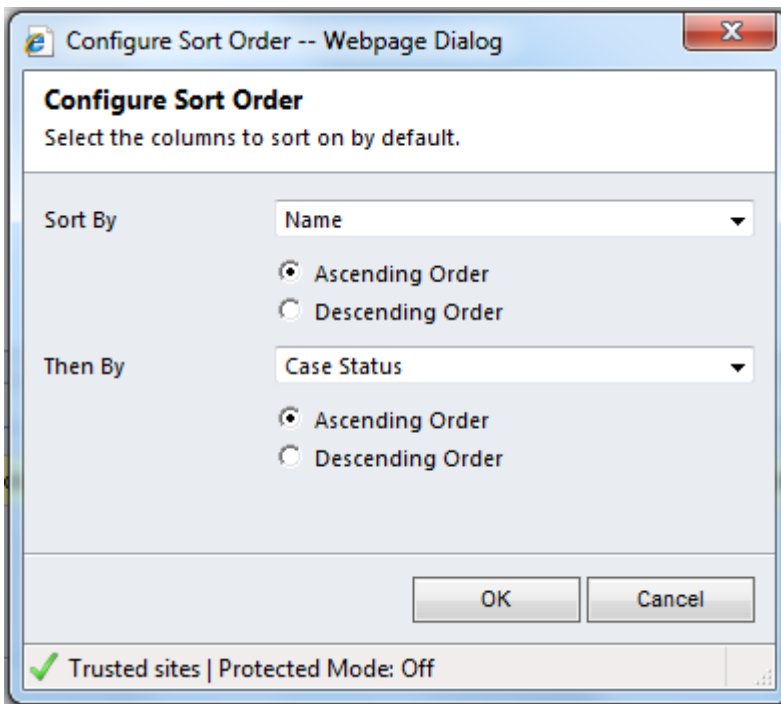 Configure Sort Order -- Webpage Dialog
Configure Sort Order
Select the columns to sort on by default.
Sort By
Name
Ascending Order
Descending Order
Then By
Case Status
Ascending Order
Descending Order
OK
Cancel
Trusted sites | Protected Mode: Off